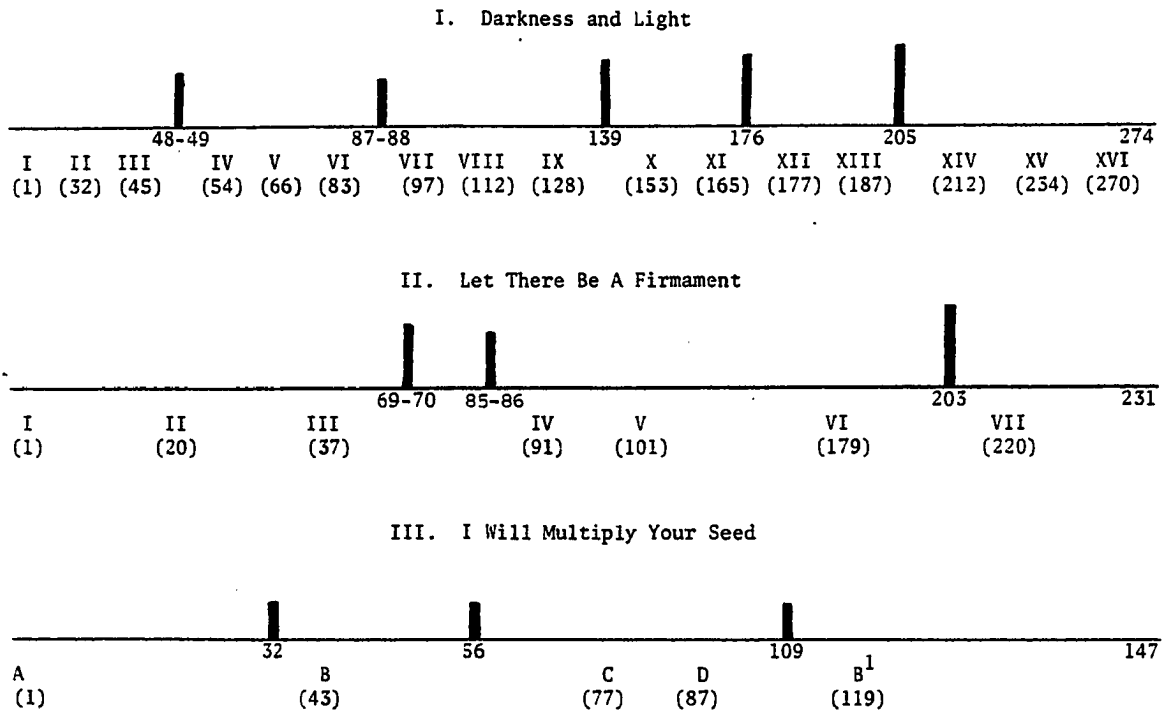 I. Darkness and Light
48-49 87-88 139 176 205 274
I II III IV V VI VII VIII IX X XI XII XIII XIV XV XVI
(1) (32) (45) (54) (66) (83) (97) (112) (128) (153) (165) (177) (187) (212) (234) (270)
II. Let There Be A Firmament
69-70 85-86 203 231
I II III IV V VI VII
(1) (20) (37) (91) (101) (179) (220)
III. I Will Multiply Your Seed
32 56 109 147
A B C D B¹
(1) (43) (77) (87) (119)